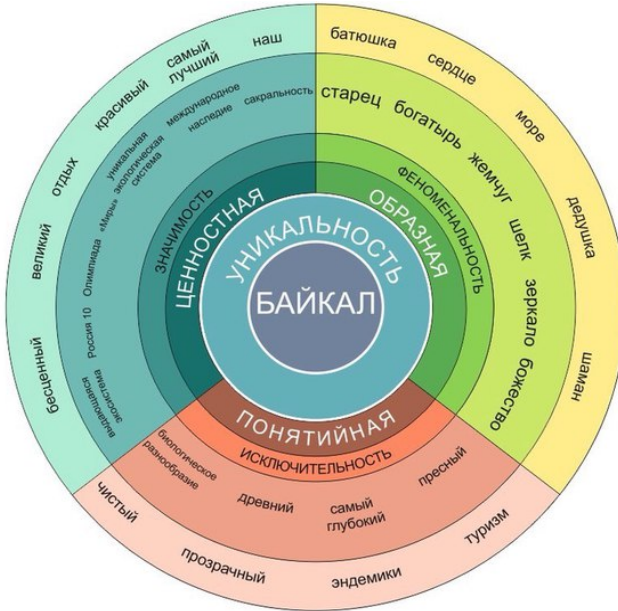 БАЙКАЛ
УНИКАЛЬНОСТЬ
ЦЕННОСТНАЯ
ЗНАЧИМОСТЬ
выдающаяся
экосистема
Россия 10
Олимпиада
«Миры»
уникальная
экологическая
система
международное
наследие
сакральность
бесценный
великий
отдых
красивый
самый
лучший
наш
ОБРАЗНАЯ
ФЕНОМЕНАЛЬНОСТЬ
старец
богатырь
жемчуг
шелк
зеркало
божество
батюшка
сердце
море
дедушка
шаман
ПОНЯТИЙНАЯ
ИСКЛЮЧИТЕЛЬНОСТЬ
биологическое
разнообразие
древний
самый
глубокий
пресный
чистый
прозрачный
эндемики
туризм